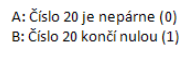 A: Číslo 20 je nepárne (0)
B: Číslo 20 končí nulou (1)